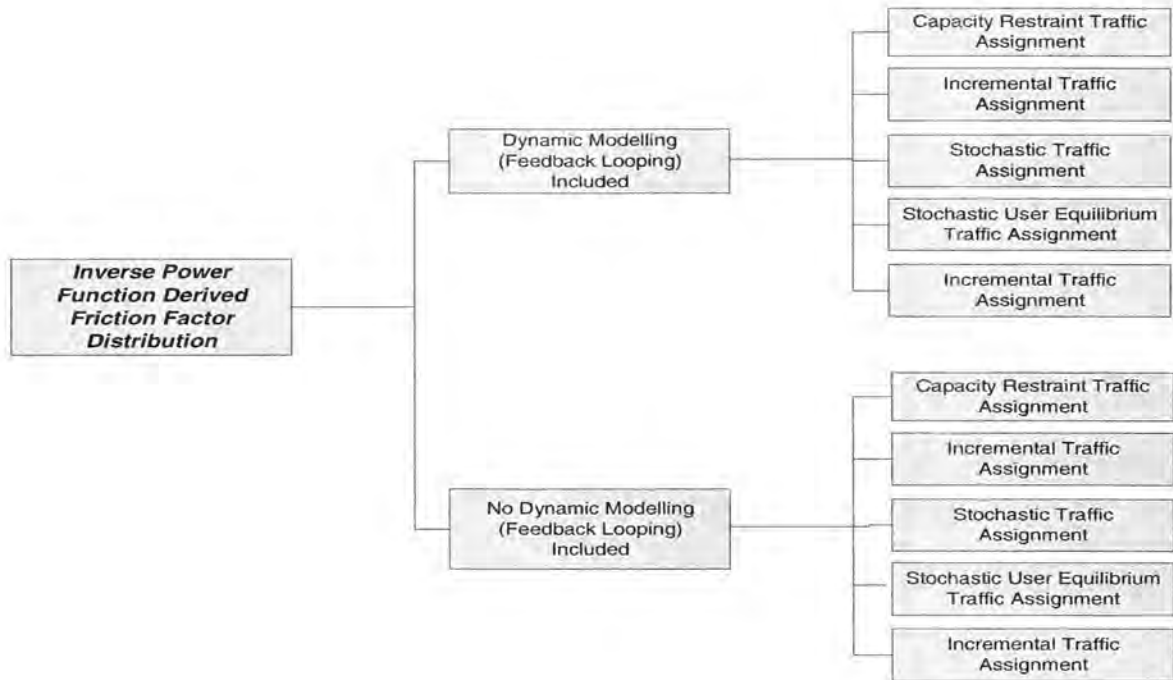 Inverse Power
Function Derived
Friction Factor
Distribution
Dynamic Modelling
(Feedback Looping)
Included
Capacity Restraint Traffic
Assignment
Incremental Traffic
Assignment
Stochastic Traffic
Assignment
Stochastic User Equilibrium
Traffic Assignment
Incremental Traffic
Assignment
No Dynamic Modelling
(Feedback Looping)
Included
Capacity Restraint Traffic
Assignment
Incremental Traffic
Assignment
Stochastic Traffic
Assignment
Stochastic User Equilibrium
Traffic Assignment
Incremental Traffic
Assignment